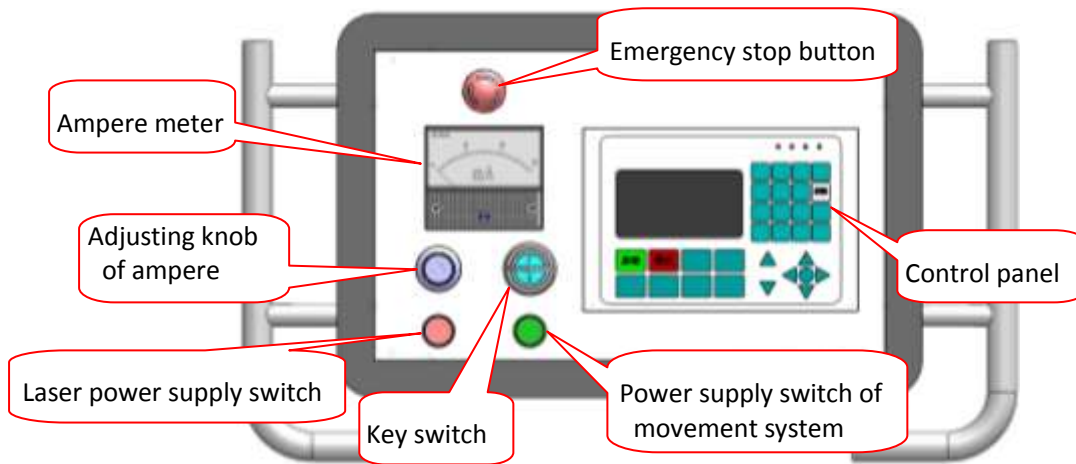 Emergency stop button
Ampere meter
mA
Adjusting knob
of ampere
Control panel
Laser power supply switch
Key switch
Power supply switch of
movement system